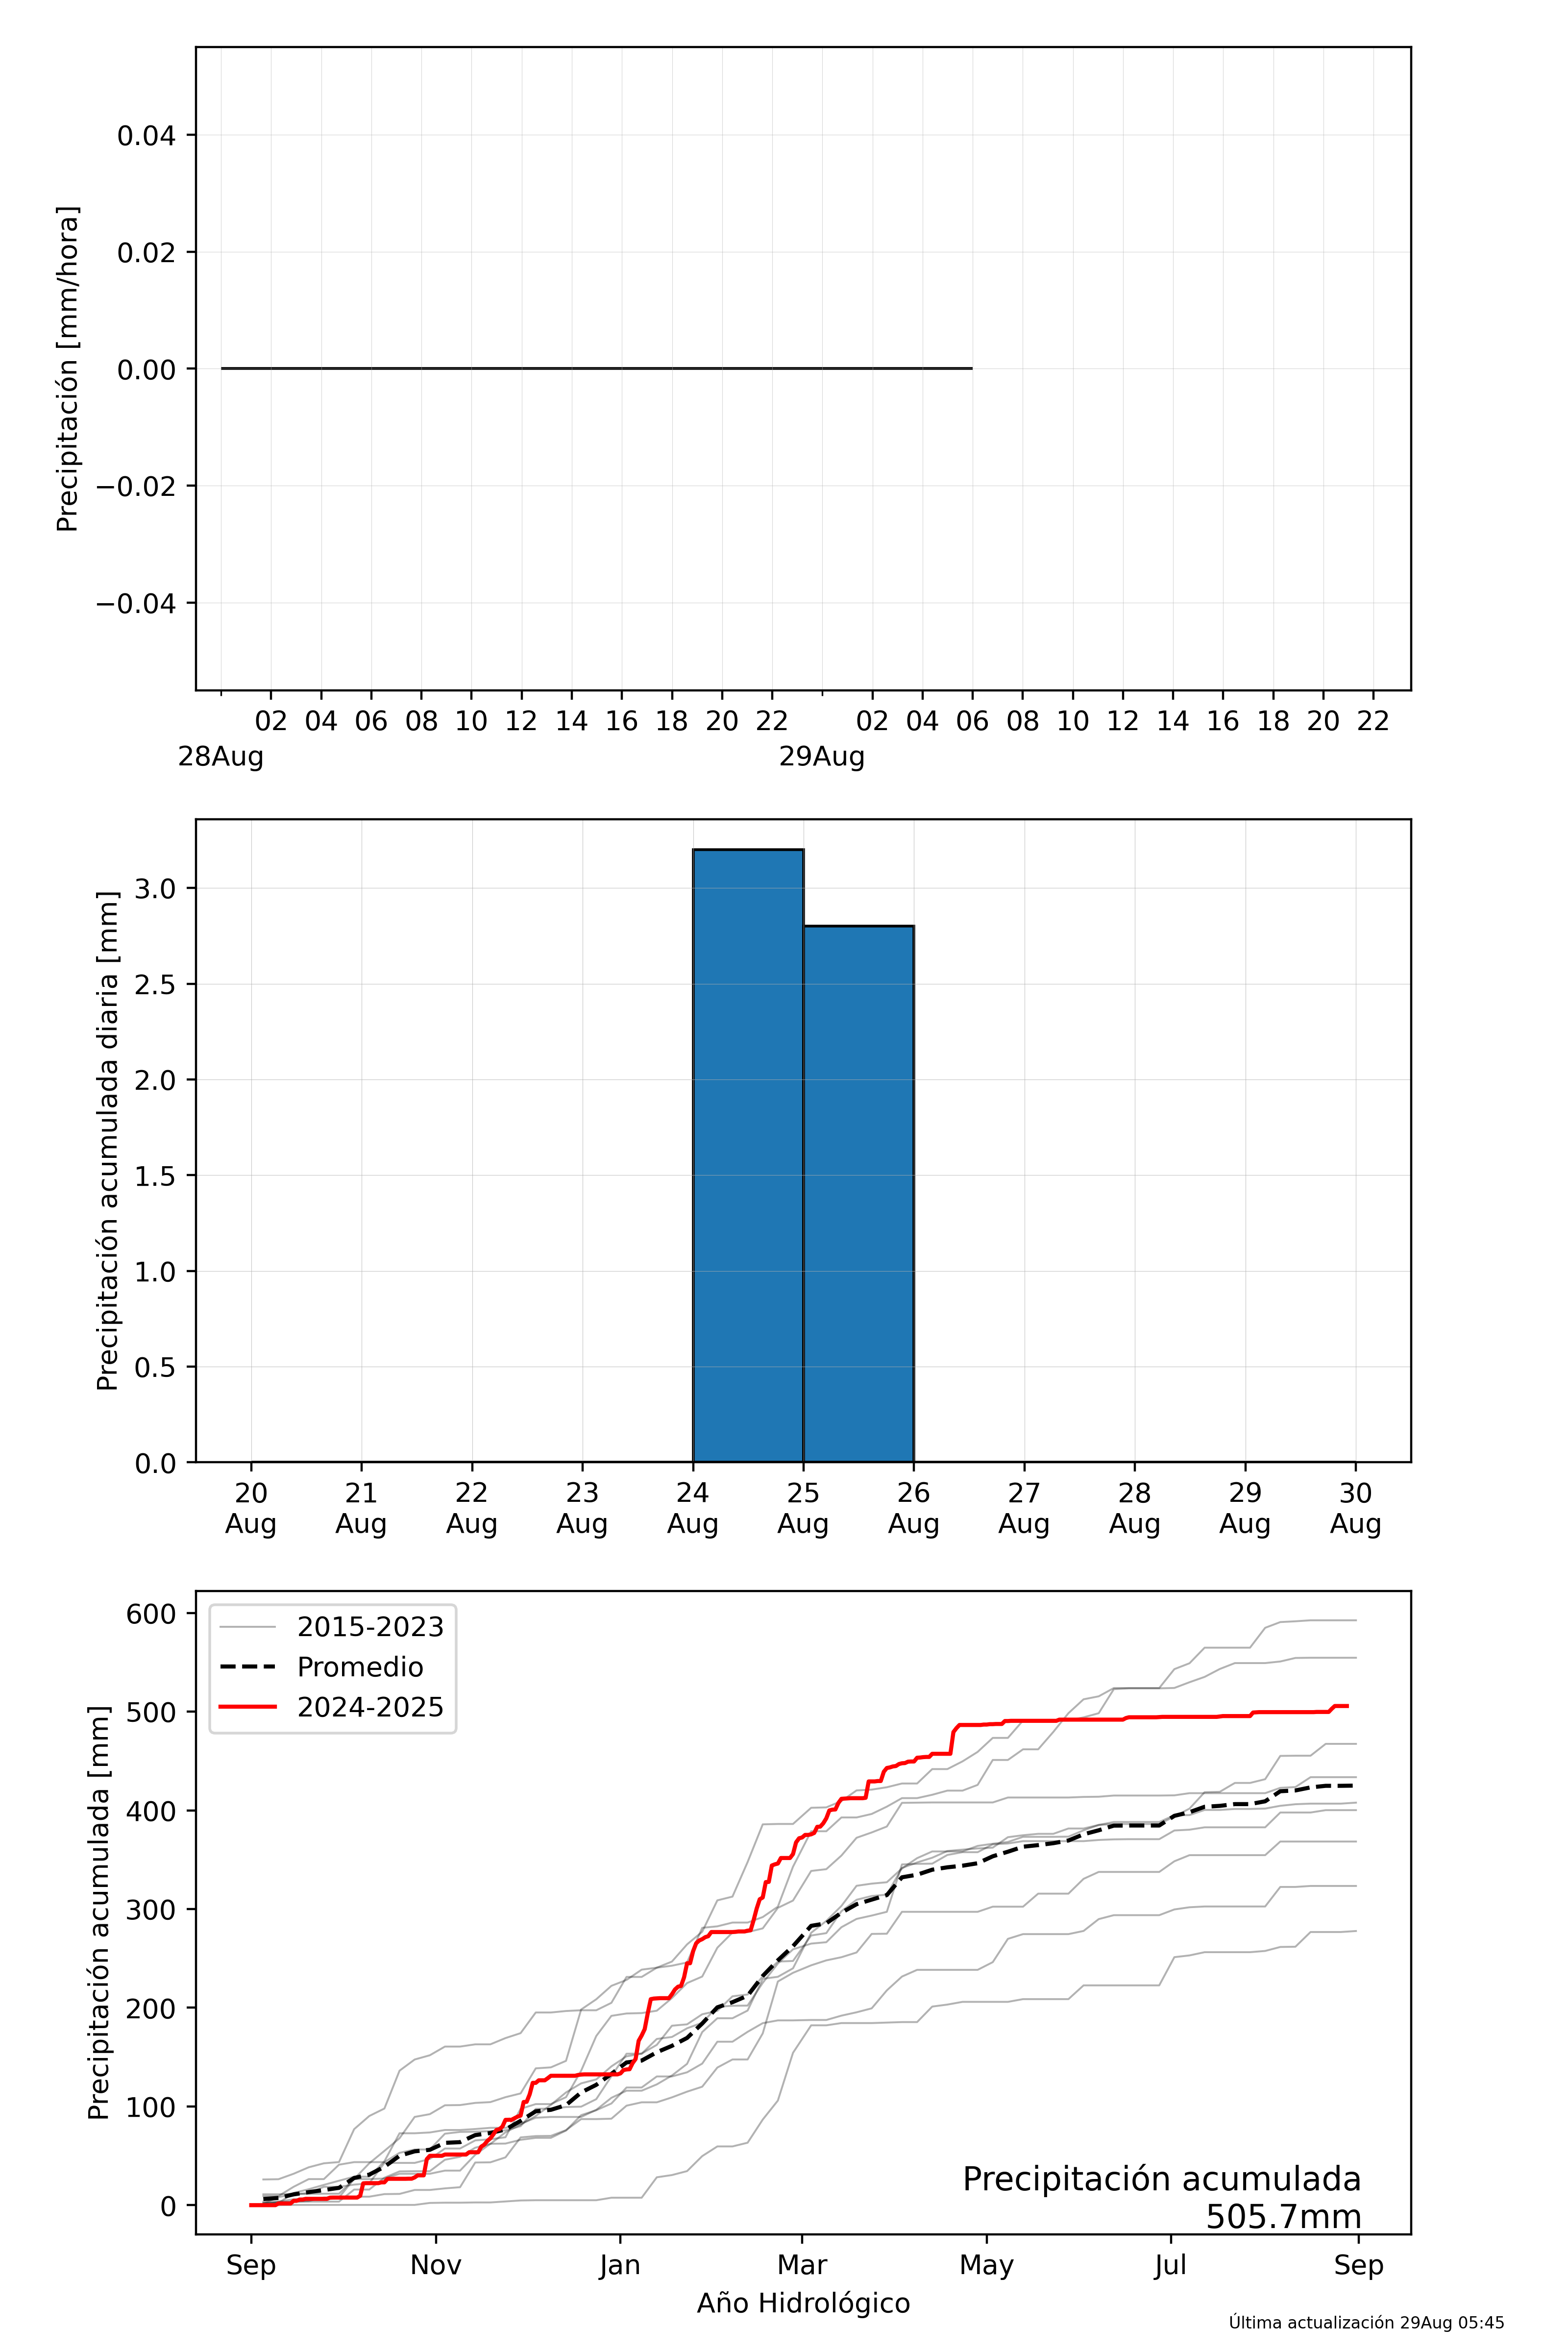 Precipitación [mm/hora]
0.04
0.02
0.00
−0.02
−0.04
02 04 06 08 10 12 14 16 18 20 22 02 04 06 08 10 12 14 16 18 20 22
28Aug 29Aug
Precipitación acumulada diaria [mm]
3.0
2.5
2.0
1.5
1.0
0.5
0.0
20 21 22 23 24 25 26 27 28 29 30
Aug Aug Aug Aug Aug Aug Aug Aug Aug Aug Aug
Precipitación acumulada [mm]
600
500
400
300
200
100
0
2015-2023
Promedio
2024-2025
Precipitación acumulada
505.7mm
Sep Nov Jan Mar May Jul Sep
Año Hidrológico
Última actualización 29Aug 05:45